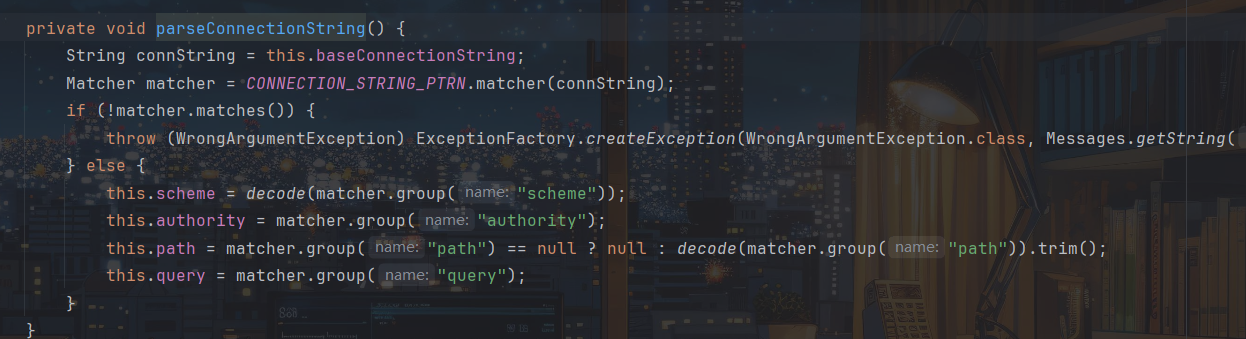 private void parseConnectionString() {
String connString = this.baseConnectionString;
Matcher matcher = CONNECTION_STRING_PTRN.matcher(connString);
if (!matcher.matches()) {
throw (WrongArgumentException) ExceptionFactory.createException(WrongArgumentException.class, Messages.getString(
} else {
this.scheme = decode(matcher.group( name: "scheme"));
this.authority = matcher.group( name: "authority");
this.path = matcher.group( name: "path") == null ? null : decode(matcher.group( name: "path")).trim();
this.query = matcher.group( name: "query");
}
}